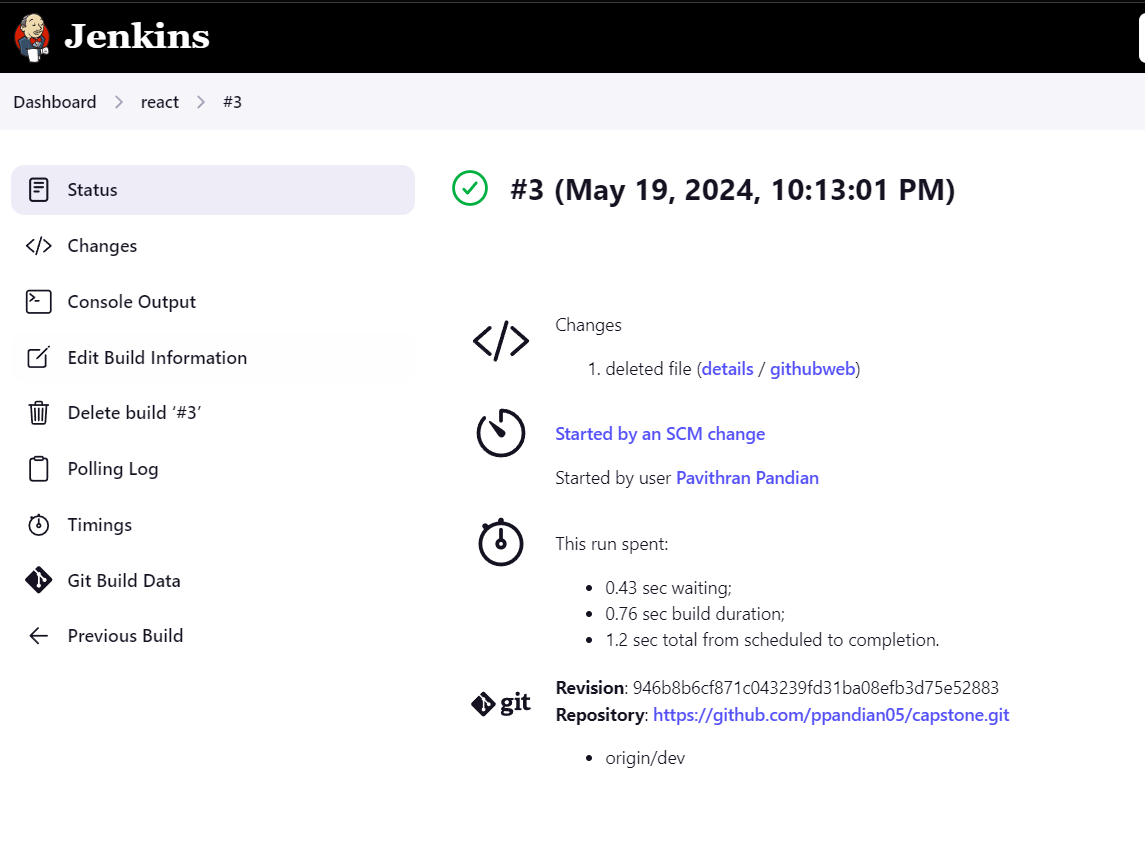 Jenkins
Dashboard > react > #3
Status
Changes
Console Output
Edit Build Information
Delete build ‘#3’
Polling Log
Timings
Git Build Data
Previous Build
#3 (May 19, 2024, 10:13:01 PM)
Changes
1. deleted file (details / githubweb)
Started by an SCM change
Started by user Pavithran Pandian
This run spent:
• 0.43 sec waiting;
• 0.76 sec build duration;
• 1.2 sec total from scheduled to completion.
git
Revision: 946b8b6cf871c043239fd31ba08efb3d75e52883
Repository: https://github.com/ppandian05/capstone.git
• origin/dev